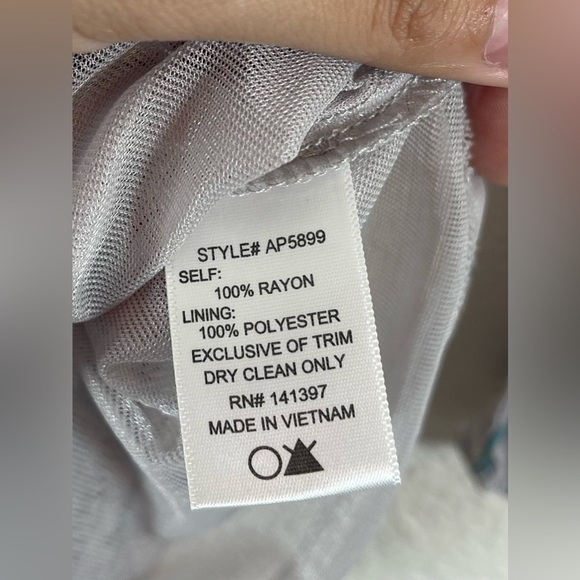 STYLE# AP5899
SELF:
100% RAYON
LINING:
100% POLYESTER
EXCLUSIVE OF TRIM
DRY CLEAN ONLY
RN# 141397
MADE IN VIETNAM